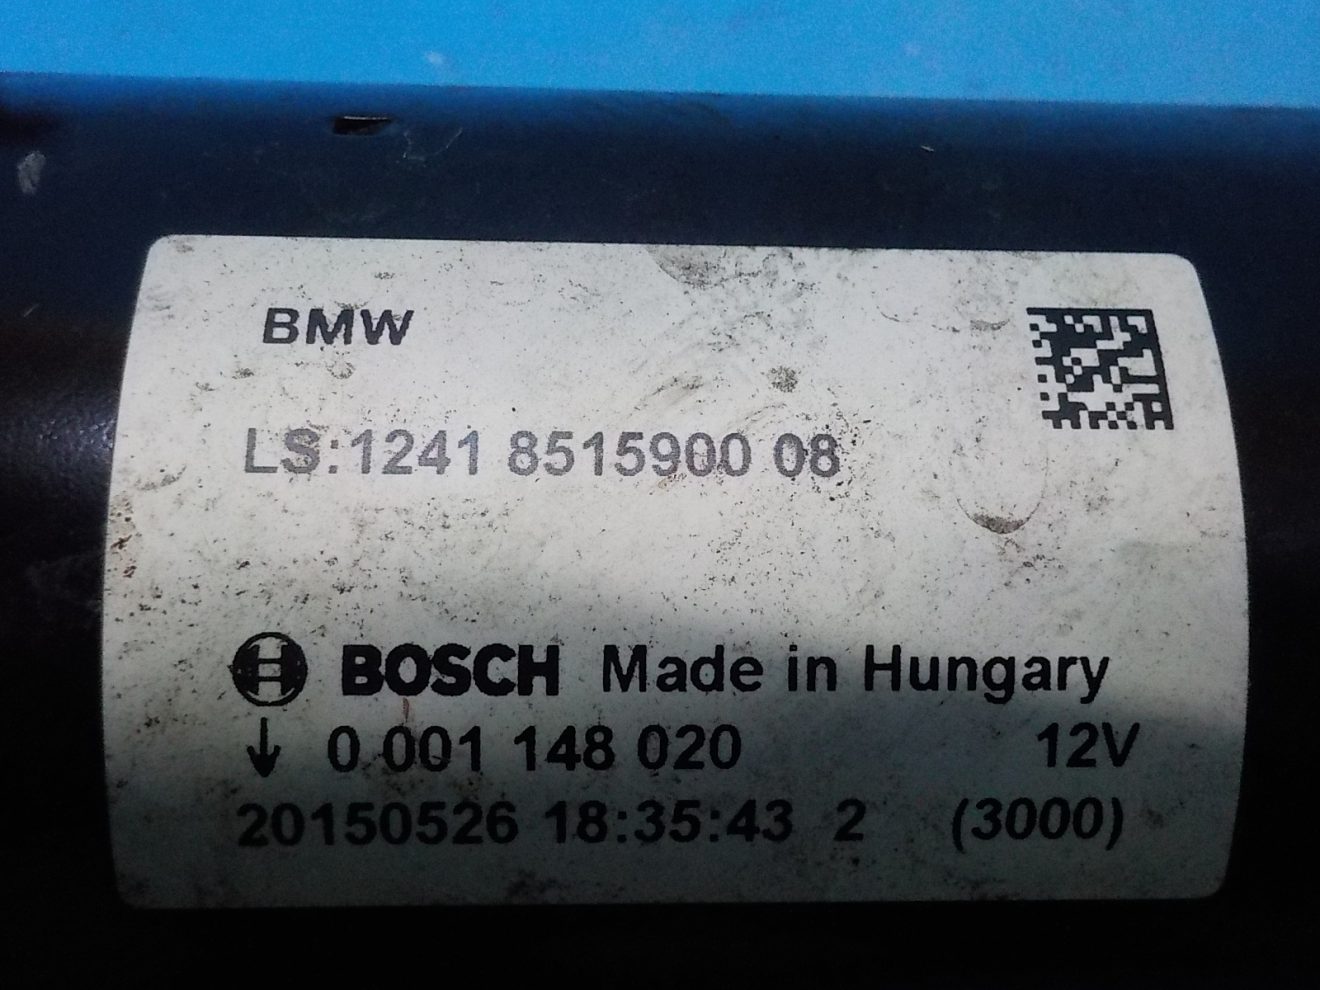 BMW
LS:1241 8515900 08
BOSCH Made in Hungary
↓ 0 001 148 020 12V
20150526 18:35:43 2 (3000)